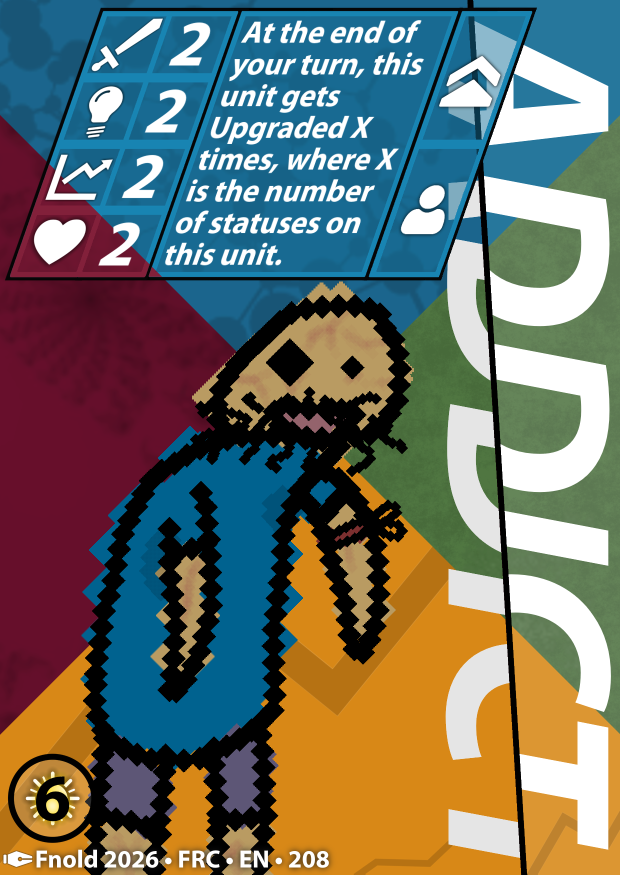 2
2
2
2
At the end of
your turn, this
unit gets
Upgraded X
times, where X
is the number
of statuses on
this unit.
ADDICT
6
Fnold 2026 • FRC • EN • 208